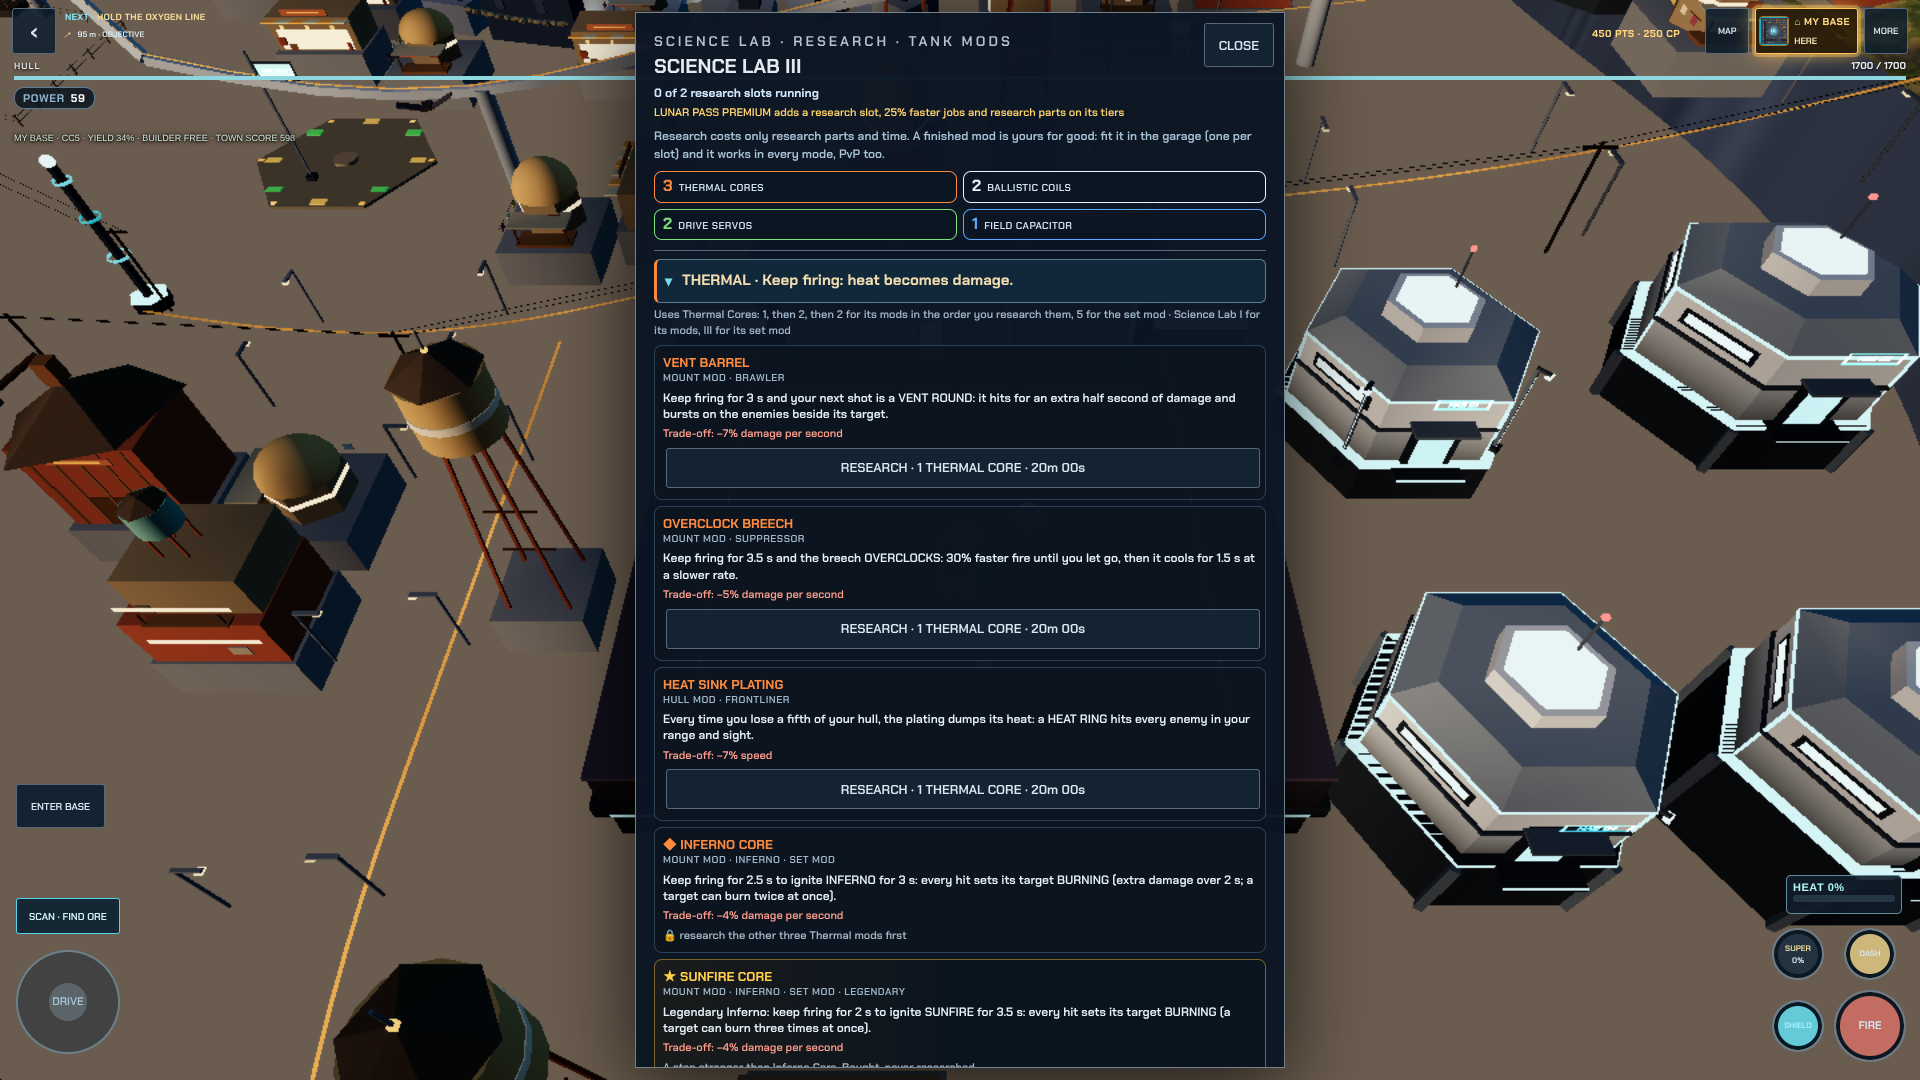 NEXT · HOLD THE OXYGEN LINE
95 m · OBJECTIVE
HULL
POWER 59
MY BASE · CC5 · YIELD 34% · BUILDER FREE · TOWN SCORE 598
450 PTS · 250 CP
MAP
⌂ MY BASE
HERE
MORE
1700 / 1700
SCIENCE LAB · RESEARCH · TANK MODS
SCIENCE LAB III
CLOSE
0 of 2 research slots running
LUNAR PASS PREMIUM adds a research slot, 25% faster jobs and research parts on its tiers
Research costs only research parts and time. A finished mod is yours for good: fit it in the garage (one per
slot) and it works in every mode, PvP too.
3 THERMAL CORES
2 BALLISTIC COILS
2 DRIVE SERVOS
1 FIELD CAPACITOR
▼ THERMAL · Keep firing: heat becomes damage.
Uses Thermal Cores: 1, then 2, then 2 for its mods in the order you research them, 5 for the set mod · Science Lab I for
its mods, III for its set mod
VENT BARREL
MOUNT MOD · BRAWLER
Keep firing for 3 s and your next shot is a VENT ROUND: it hits for an extra half second of damage and
bursts on the enemies beside its target.
Trade-off: −7% damage per second
RESEARCH · 1 THERMAL CORE · 20m 00s
OVERCLOCK BREECH
MOUNT MOD · SUPPRESSOR
Keep firing for 3.5 s and the breech OVERCLOCKS: 30% faster fire until you let go, then it cools for 1.5 s at
a slower rate.
Trade-off: −5% damage per second
RESEARCH · 1 THERMAL CORE · 20m 00s
HEAT SINK PLATING
HULL MOD · FRONTLINER
Every time you lose a fifth of your hull, the plating dumps its heat: a HEAT RING hits every enemy in your
range and sight.
Trade-off: −7% speed
RESEARCH · 1 THERMAL CORE · 20m 00s
◆ INFERNO CORE
MOUNT MOD · INFERNO · SET MOD
Keep firing for 2.5 s to ignite INFERNO for 3 s: every hit sets its target BURNING (extra damage over 2 s; a
target can burn twice at once).
Trade-off: −4% damage per second
🔒 research the other three Thermal mods first
★ SUNFIRE CORE
MOUNT MOD · INFERNO · SET MOD · LEGENDARY
Legendary Inferno: keep firing for 2 s to ignite SUNFIRE for 3.5 s: every hit sets its target BURNING (a
target can burn three times at once).
Trade-off: −4% damage per second
A step stronger than Inferno Core. Bought, never researched.
ENTER BASE
SCAN · FIND ORE
DRIVE
HEAT 0%
SUPER
0%
DASH
SHIELD
FIRE